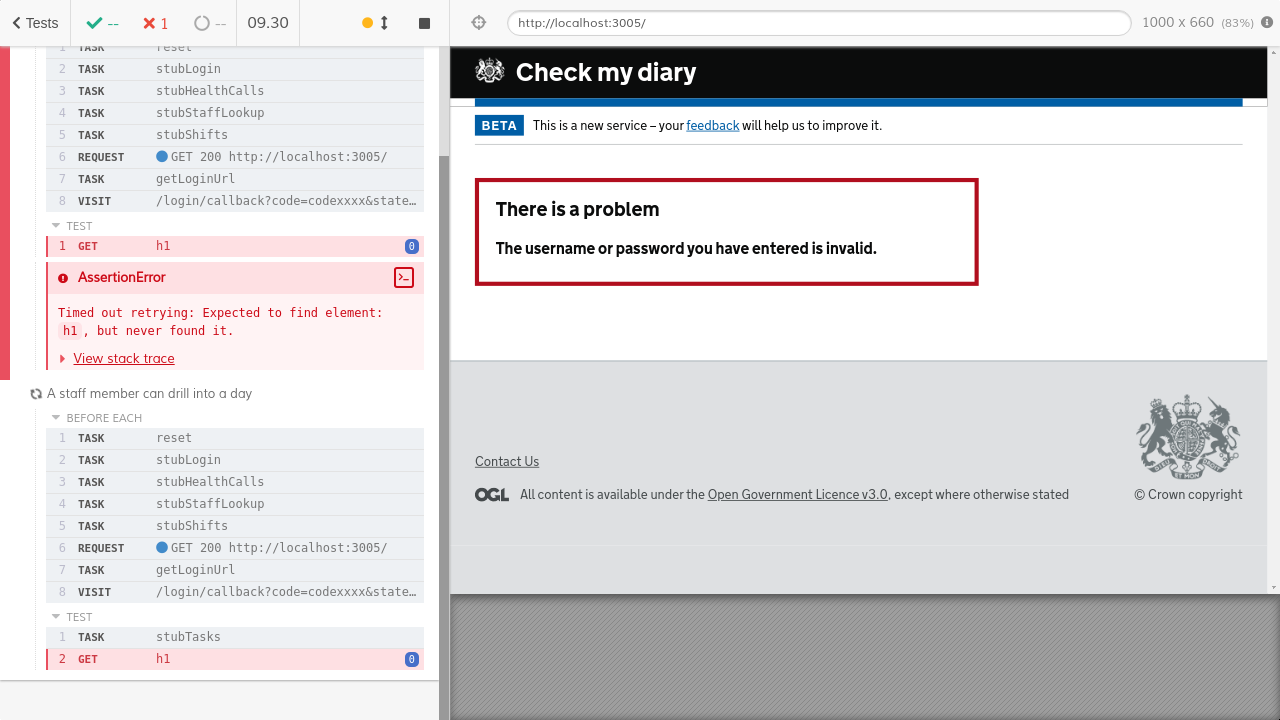 Tests
--
1
--
09.30
http://localhost:3005/
1000 x 660 (83%)
1 TASK reset
2 TASK stubLogin
3 TASK stubHealthCalls
4 TASK stubStaffLookup
5 TASK stubShifts
6 REQUEST GET 200 http://localhost:3005/
7 TASK getLoginUrl
8 VISIT /login/callback?code=codexxxx&state…
TEST
1 GET h1 0
AssertionError
Timed out retrying: Expected to find element:
h1, but never found it.
View stack trace
A staff member can drill into a day
BEFORE EACH
1 TASK reset
2 TASK stubLogin
3 TASK stubHealthCalls
4 TASK stubStaffLookup
5 TASK stubShifts
6 REQUEST GET 200 http://localhost:3005/
7 TASK getLoginUrl
8 VISIT /login/callback?code=codexxxx&state…
TEST
1 TASK stubTasks
2 GET h1 0
Check my diary
BETA This is a new service – your feedback will help us to improve it.
There is a problem
The username or password you have entered is invalid.
Contact Us
OGL All content is available under the Open Government Licence v3.0, except where otherwise stated
© Crown copyright